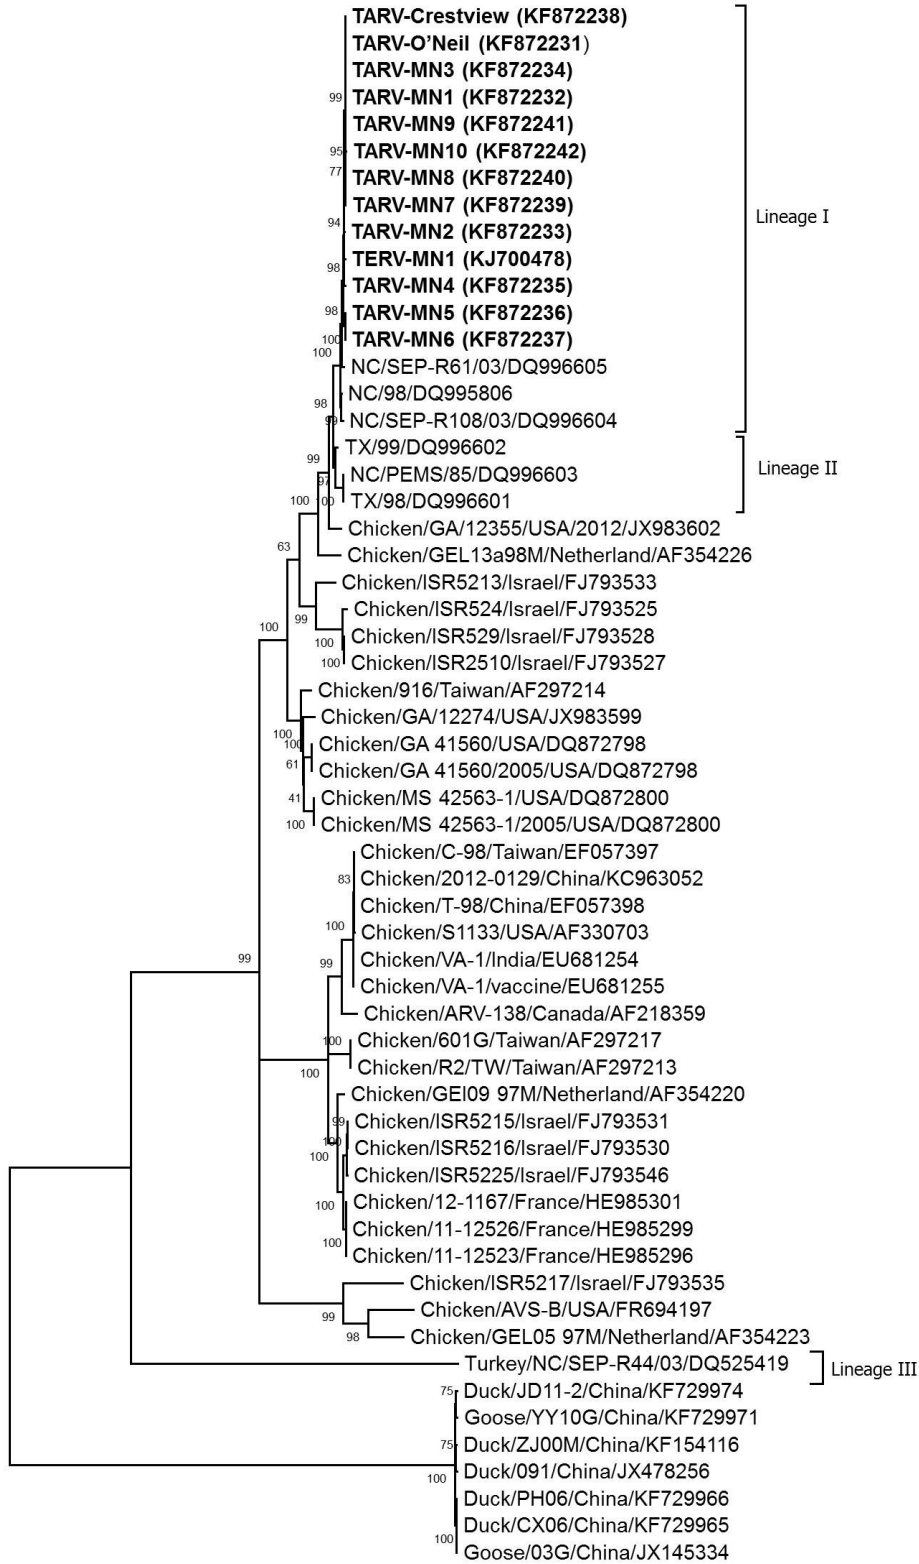 TARV-Crestview (KF872238)
TARV-O’Neil (KF872231)
TARV-MN3 (KF872234)
99
TARV-MN1 (KF872232)
TARV-MN9 (KF872241)
95
TARV-MN10 (KF872242)
77
TARV-MN8 (KF872240)
TARV-MN7 (KF872239)
Lineage I
94
TARV-MN2 (KF872233)
98
TERV-MN1 (KJ700478)
TARV-MN4 (KF872235)
98
TARV-MN5 (KF872236)
100
TARV-MN6 (KF872237)
100
NC/SEP-R61/03/DQ996605
NC/98/DQ995806
98
99
NC/SEP-R108/03/DQ996604
TX/99/DQ996602
99
Lineage II
97
NC/PEMS/85/DQ996603
100
100
TX/98/DQ996601
Chicken/GA/12355/USA/2012/JX983602
63
Chicken/GEL13a98M/Netherland/AF354226
Chicken/ISR5213/Israel/FJ793533
99
Chicken/ISR524/Israel/FJ793525
100
100
Chicken/ISR529/Israel/FJ793528
100
Chicken/ISR2510/Israel/FJ793527
Chicken/916/Taiwan/AF297214
Chicken/GA/12274/USA/JX983599
100
100
Chicken/GA 41560/USA/DQ872798
61
Chicken/GA 41560/2005/USA/DQ872798
41
Chicken/MS 42563-1/USA/DQ872800
100
Chicken/MS 42563-1/2005/USA/DQ872800
Chicken/C-98/Taiwan/EF057397
83
Chicken/2012-0129/China/KC963052
Chicken/T-98/China/EF057398
100
Chicken/S1133/USA/AF330703
99
99
Chicken/VA-1/India/EU681254
Chicken/VA-1/vaccine/EU681255
Chicken/ARV-138/Canada/AF218359
100
Chicken/601G/Taiwan/AF297217
100
Chicken/R2/TW/Taiwan/AF297213
Chicken/GEI09 97M/Netherland/AF354220
99
Chicken/ISR5215/Israel/FJ793531
100
100
Chicken/ISR5216/Israel/FJ793530
Chicken/ISR5225/Israel/FJ793546
100
Chicken/12-1167/France/HE985301
Chicken/11-12526/France/HE985299
100
Chicken/11-12523/France/HE985296
Chicken/ISR5217/Israel/FJ793535
99
Chicken/AVS-B/USA/FR694197
98
Chicken/GEL05 97M/Netherland/AF354223
Turkey/NC/SEP-R44/03/DQ525419
Lineage III
75
Duck/JD11-2/China/KF729974
Goose/YY10G/China/KF729971
75
Duck/ZJ00M/China/KF154116
100
Duck/091/China/JX478256
Duck/PH06/China/KF729966
Duck/CX06/China/KF729965
100
Goose/03G/China/JX145334